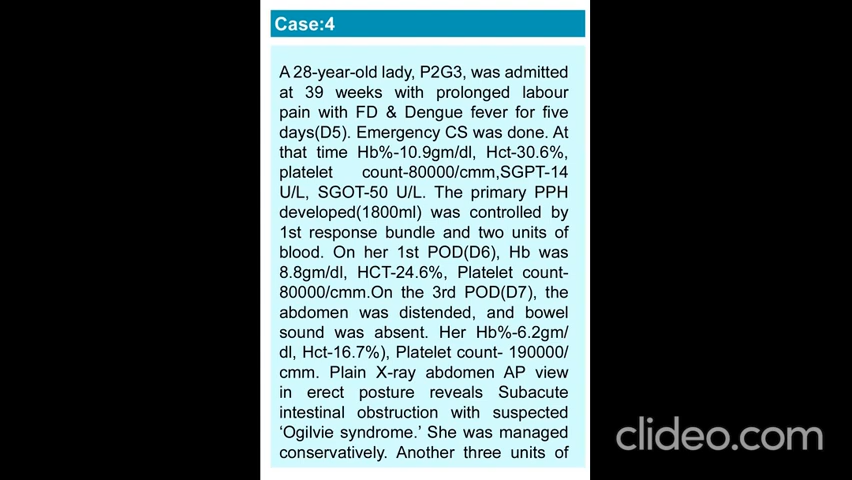 Case:4
A 28-year-old lady, P2G3, was admitted
at 39 weeks with prolonged labour
pain with FD & Dengue fever for five
days(D5). Emergency CS was done. At
that time Hb%-10.9gm/dl, Hct-30.6%,
platelet count-80000/cmm,SGPT-14
U/L, SGOT-50 U/L. The primary PPH
developed(1800ml) was controlled by
1st response bundle and two units of
blood. On her 1st POD(D6), Hb was
8.8gm/dl, HCT-24.6%, Platelet count-
80000/cmm.On the 3rd POD(D7), the
abdomen was distended, and bowel
sound was absent. Her Hb%-6.2gm/
dl, Hct-16.7%), Platelet count- 190000/
cmm. Plain X-ray abdomen AP view
in erect posture reveals Subacute
intestinal obstruction with suspected
‘Ogilvie syndrome.’ She was managed
conservatively. Another three units of
clideo.com